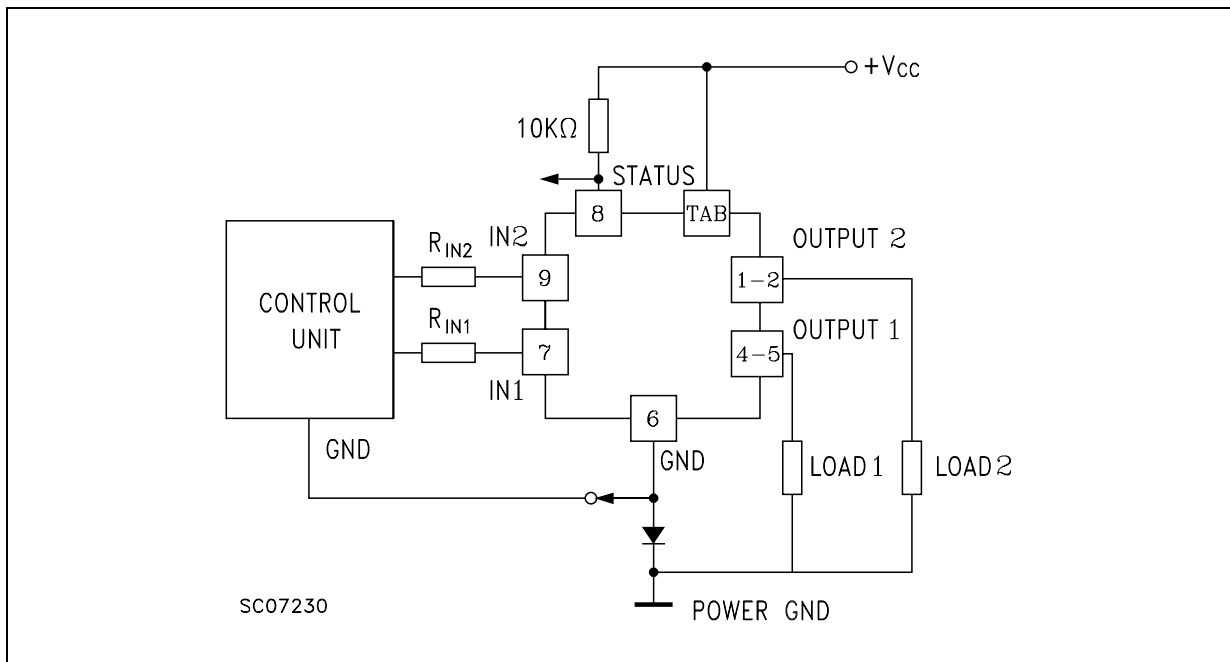 +VCC
10KΩ
STATUS
8
TAB
IN2
OUTPUT 2
RIN2
9
1-2
CONTROL
UNIT
RIN1
OUTPUT 1
7
4-5
IN1
6
GND
GND
LOAD 1
LOAD 2
SC07230
POWER GND